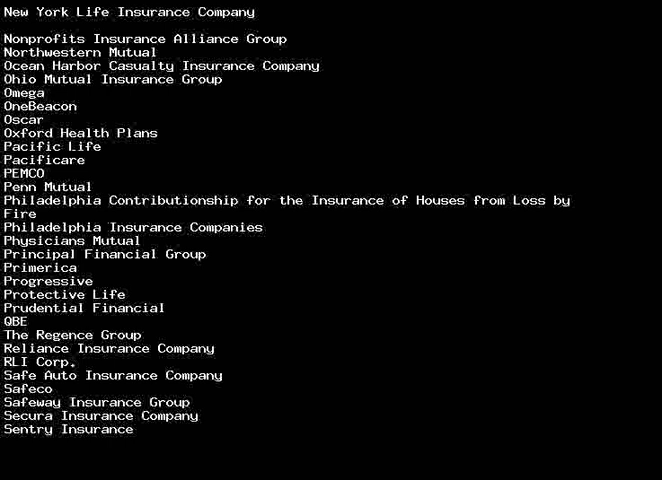 New York Life Insurance Company
Nonprofits Insurance Alliance Group
Northwestern Mutual
Ocean Harbor Casualty Insurance Company
Ohio Mutual Insurance Group
Omega
OneBeacon
Oscar
Oxford Health Plans
Pacific Life
Pacificare
PEMCO
Penn Mutual
Philadelphia Contributionship for the Insurance of Houses from Loss by
Fire
Philadelphia Insurance Companies
Physicians Mutual
Principal Financial Group
Primerica
Progressive
Protective Life
Prudential Financial
QBE
The Regence Group
Reliance Insurance Company
RLI Corp.
Safe Auto Insurance Company
Safeco
Safeway Insurance Group
Secura Insurance Company
Sentry Insurance